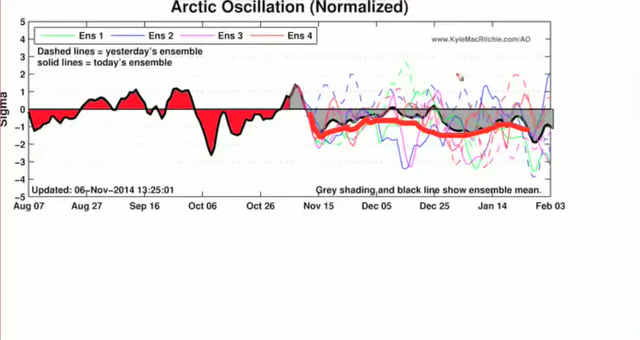 Arctic Oscillation (Normalized)
Ens 1 Ens 2 Ens 3 Ens 4
www.KyleMacRitchie.com/AO
Dashed lines = yesterday's ensemble
solid lines = today's ensemble
5
4
3
2
1
0
−1
−2
−3
−4
−5
Sigma
Updated: 06-Nov-2014 13:25:01
Grey shading and black line show ensemble mean.
Aug 07 Aug 27 Sep 16 Oct 06 Oct 26 Nov 15 Dec 05 Dec 25 Jan 14 Feb 03